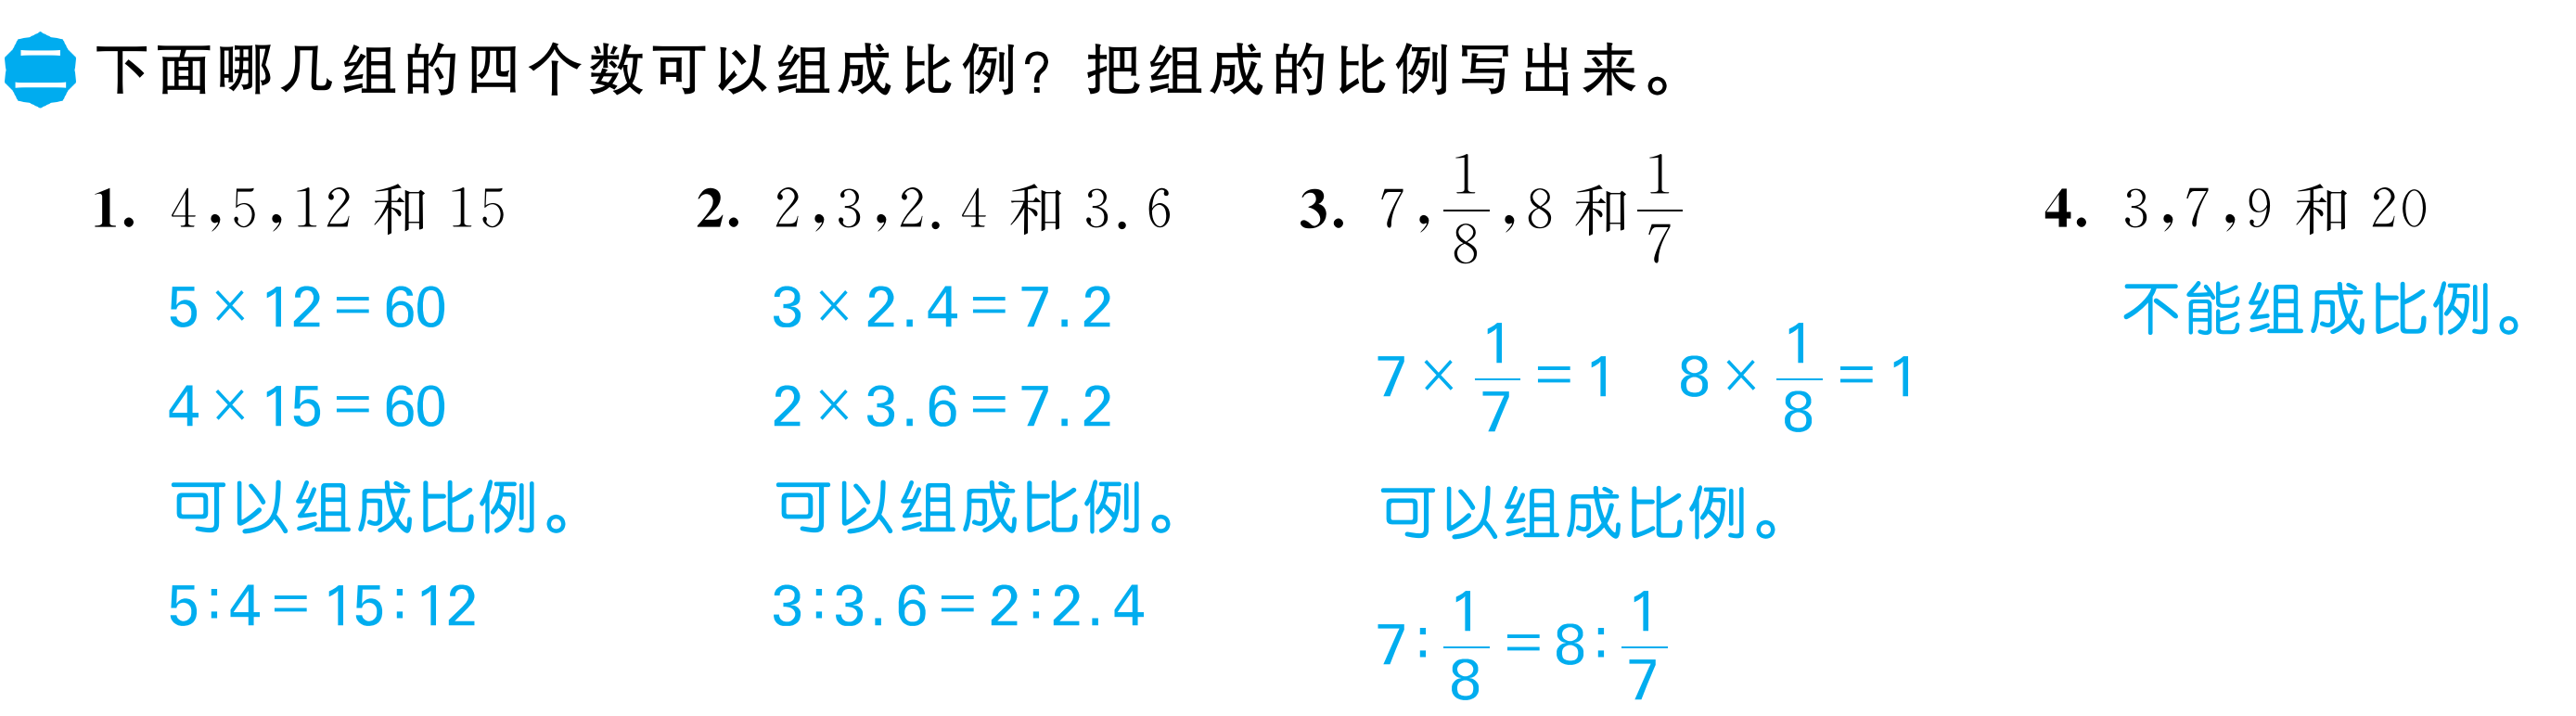 二 下面哪几组的四个数可以组成比例？把组成的比例写出来。
1. 4,5,12 和 15
5×12=60
4×15=60
可以组成比例。
5:4=15:12
2. 2,3,2.4 和 3.6
3×2.4=7.2
2×3.6=7.2
可以组成比例。
3:3.6=2:2.4
3. 7,1/8,8 和 1/7
7×1/7=1 8×1/8=1
可以组成比例。
7:1/8=8:1/7
4. 3,7,9 和 20
不能组成比例。